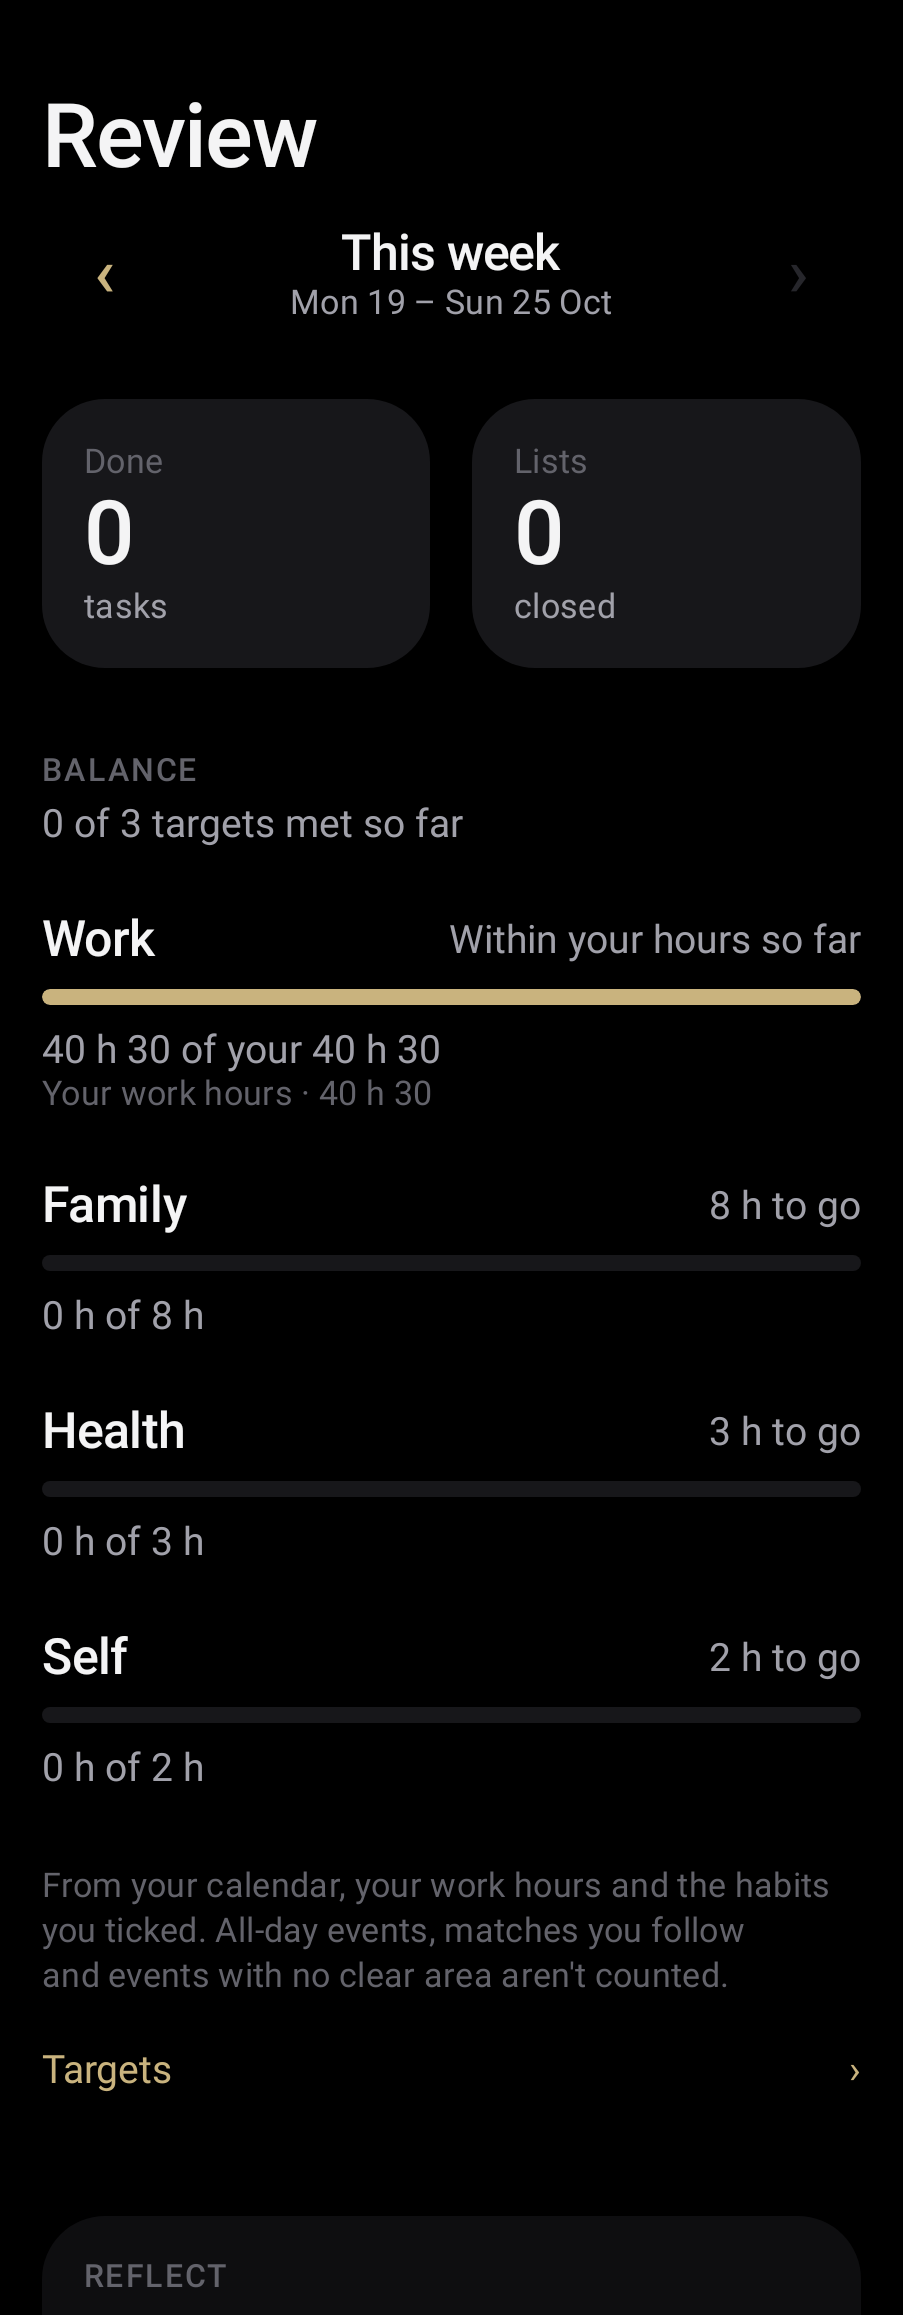 Review
This week
Mon 19 – Sun 25 Oct
Done
0
tasks
Lists
0
closed
BALANCE
0 of 3 targets met so far
Work
Within your hours so far
40 h 30 of your 40 h 30
Your work hours · 40 h 30
Family
8 h to go
0 h of 8 h
Health
3 h to go
0 h of 3 h
Self
2 h to go
0 h of 2 h
From your calendar, your work hours and the habits
you ticked. All-day events, matches you follow
and events with no clear area aren't counted.
Targets
REFLECT